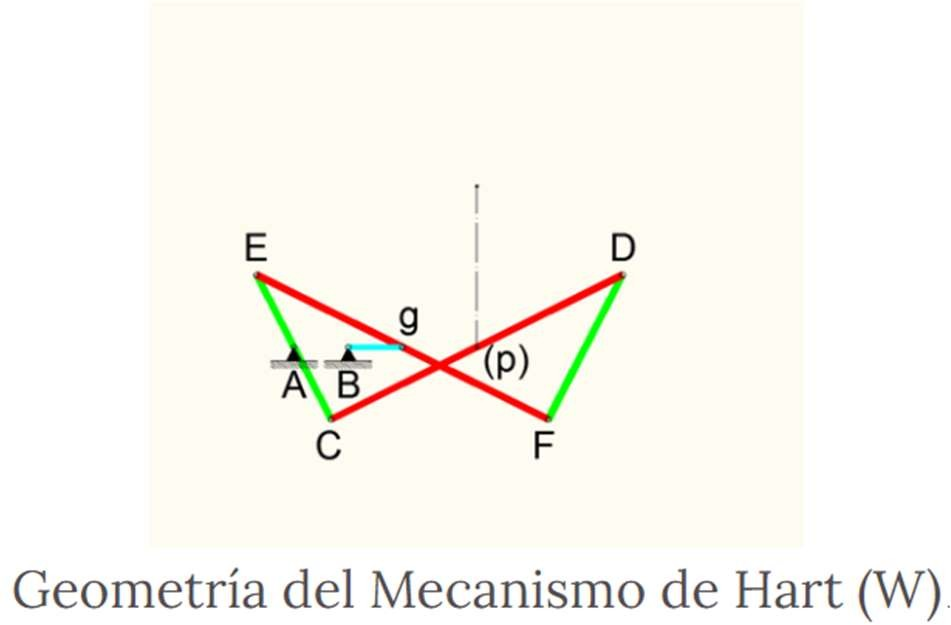 E D
g
(p)
A B
C F
Geometría del Mecanismo de Hart (W).